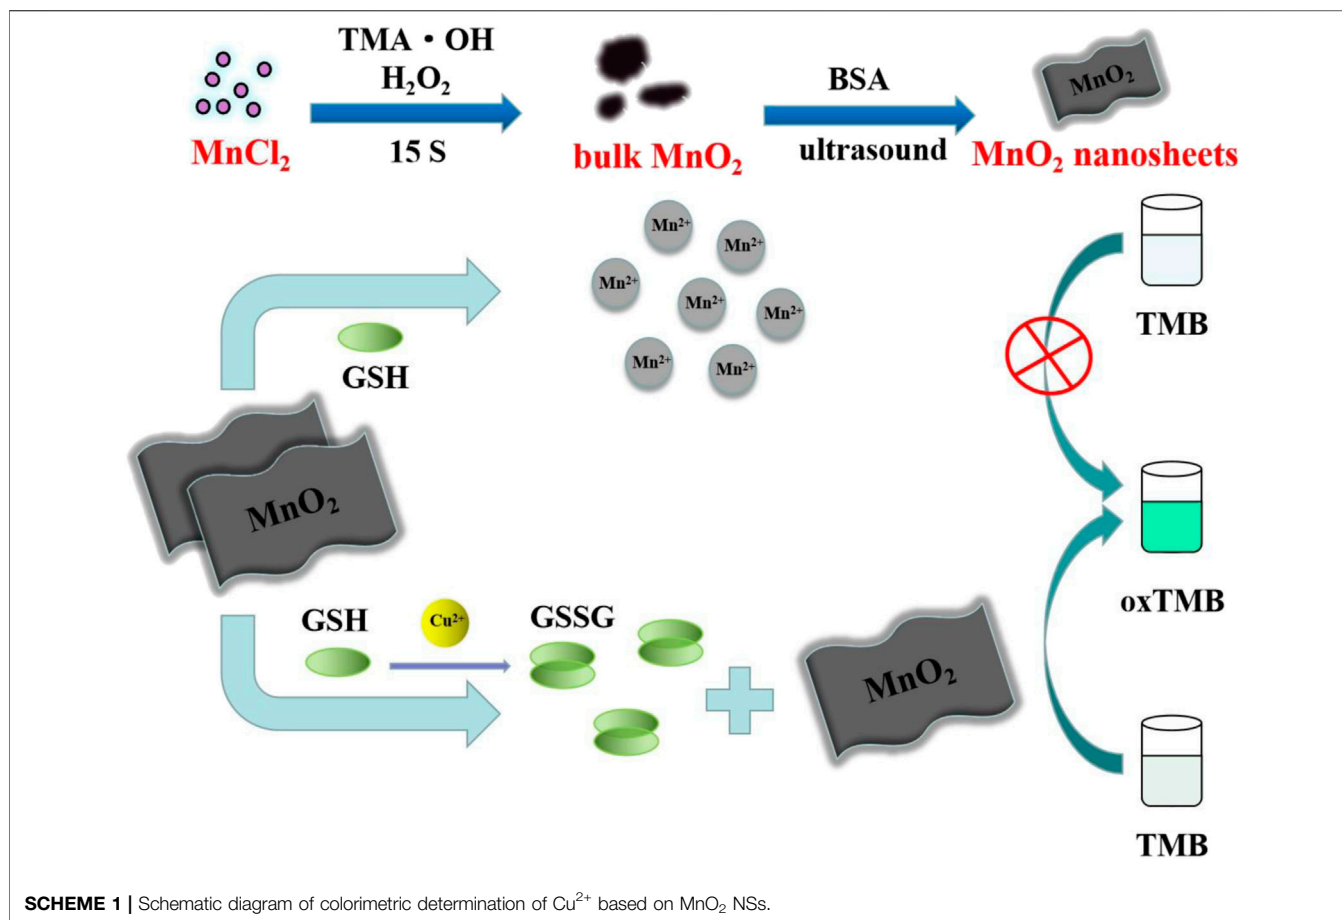 TMA • OH
H₂O₂
15 S
MnCl₂
bulk MnO₂
BSA
ultrasound
MnO₂
MnO₂ nanosheets
Mn²⁺
Mn²⁺
Mn²⁺
Mn²⁺
Mn²⁺
Mn²⁺
Mn²⁺
GSH
TMB
MnO₂
oxTMB
GSH
Cu²⁺
GSSG
MnO₂
TMB
SCHEME 1 | Schematic diagram of colorimetric determination of Cu²⁺ based on MnO₂ NSs.